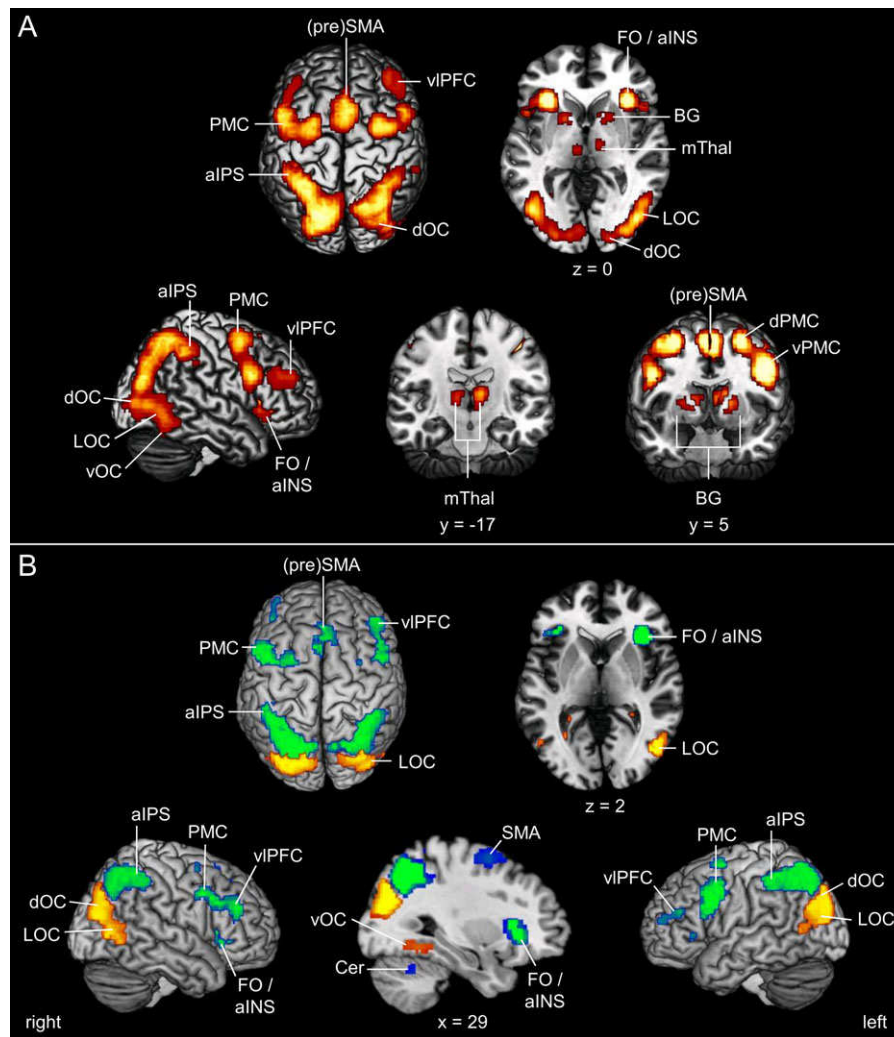 A
(pre)SMA
vlPFC
PMC
aIPS
dOC
FO / aINS
BG
mThal
LOC
dOC
z = 0
aIPS
PMC
vlPFC
dOC
LOC
vOC
FO /
aINS
mThal
y = -17
(pre)SMA
dPMC
vPMC
BG
y = 5
B
(pre)SMA
vlPFC
PMC
aIPS
LOC
FO / aINS
LOC
z = 2
aIPS
PMC
vlPFC
dOC
LOC
FO /
aINS
right
SMA
vOC
Cer
FO /
aINS
x = 29
aIPS
PMC
vlPFC
dOC
LOC
left